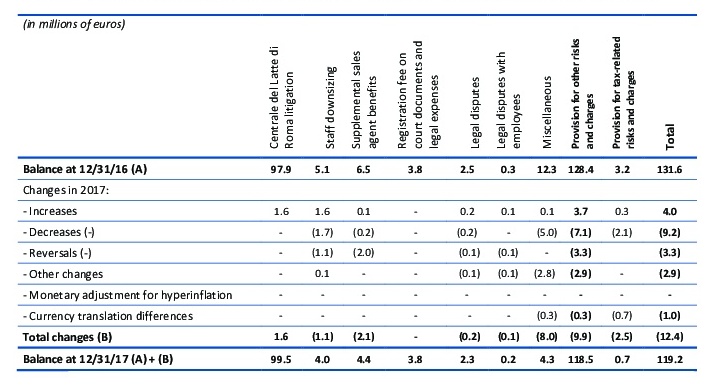 (in millions of euros)
Centrale del Latte di Roma litigation | Staff downsizing | Supplemental sales agent benefits | Registration fee on court documents and legal expenses | Legal disputes | Legal disputes with employees | Miscellaneous | Provision for other risks and charges | Provision for tax-related risks and charges | Total
Balance at 12/31/16 (A) 97.9 5.1 6.5 3.8 2.5 0.3 12.3 128.4 3.2 131.6
Changes in 2017:
- Increases 1.6 1.6 0.1 - 0.2 0.1 0.1 3.7 0.3 4.0
- Decreases (-) - (1.7) (0.2) - (0.2) - (5.0) (7.1) (2.1) (9.2)
- Reversals (-) - (1.1) (2.0) - (0.1) (0.1) - (3.3) (3.3)
- Other changes - 0.1 - - (0.1) (0.1) (2.8) (2.9) - (2.9)
- Monetary adjustment for hyperinflation - - - - - - - - - -
- Currency translation differences - - - - - - (0.3) (0.3) (0.7) (1.0)
Total changes (B) 1.6 (1.1) (2.1) - (0.2) (0.1) (8.0) (9.9) (2.5) (12.4)
Balance at 12/31/17 (A) + (B) 99.5 4.0 4.4 3.8 2.3 0.2 4.3 118.5 0.7 119.2